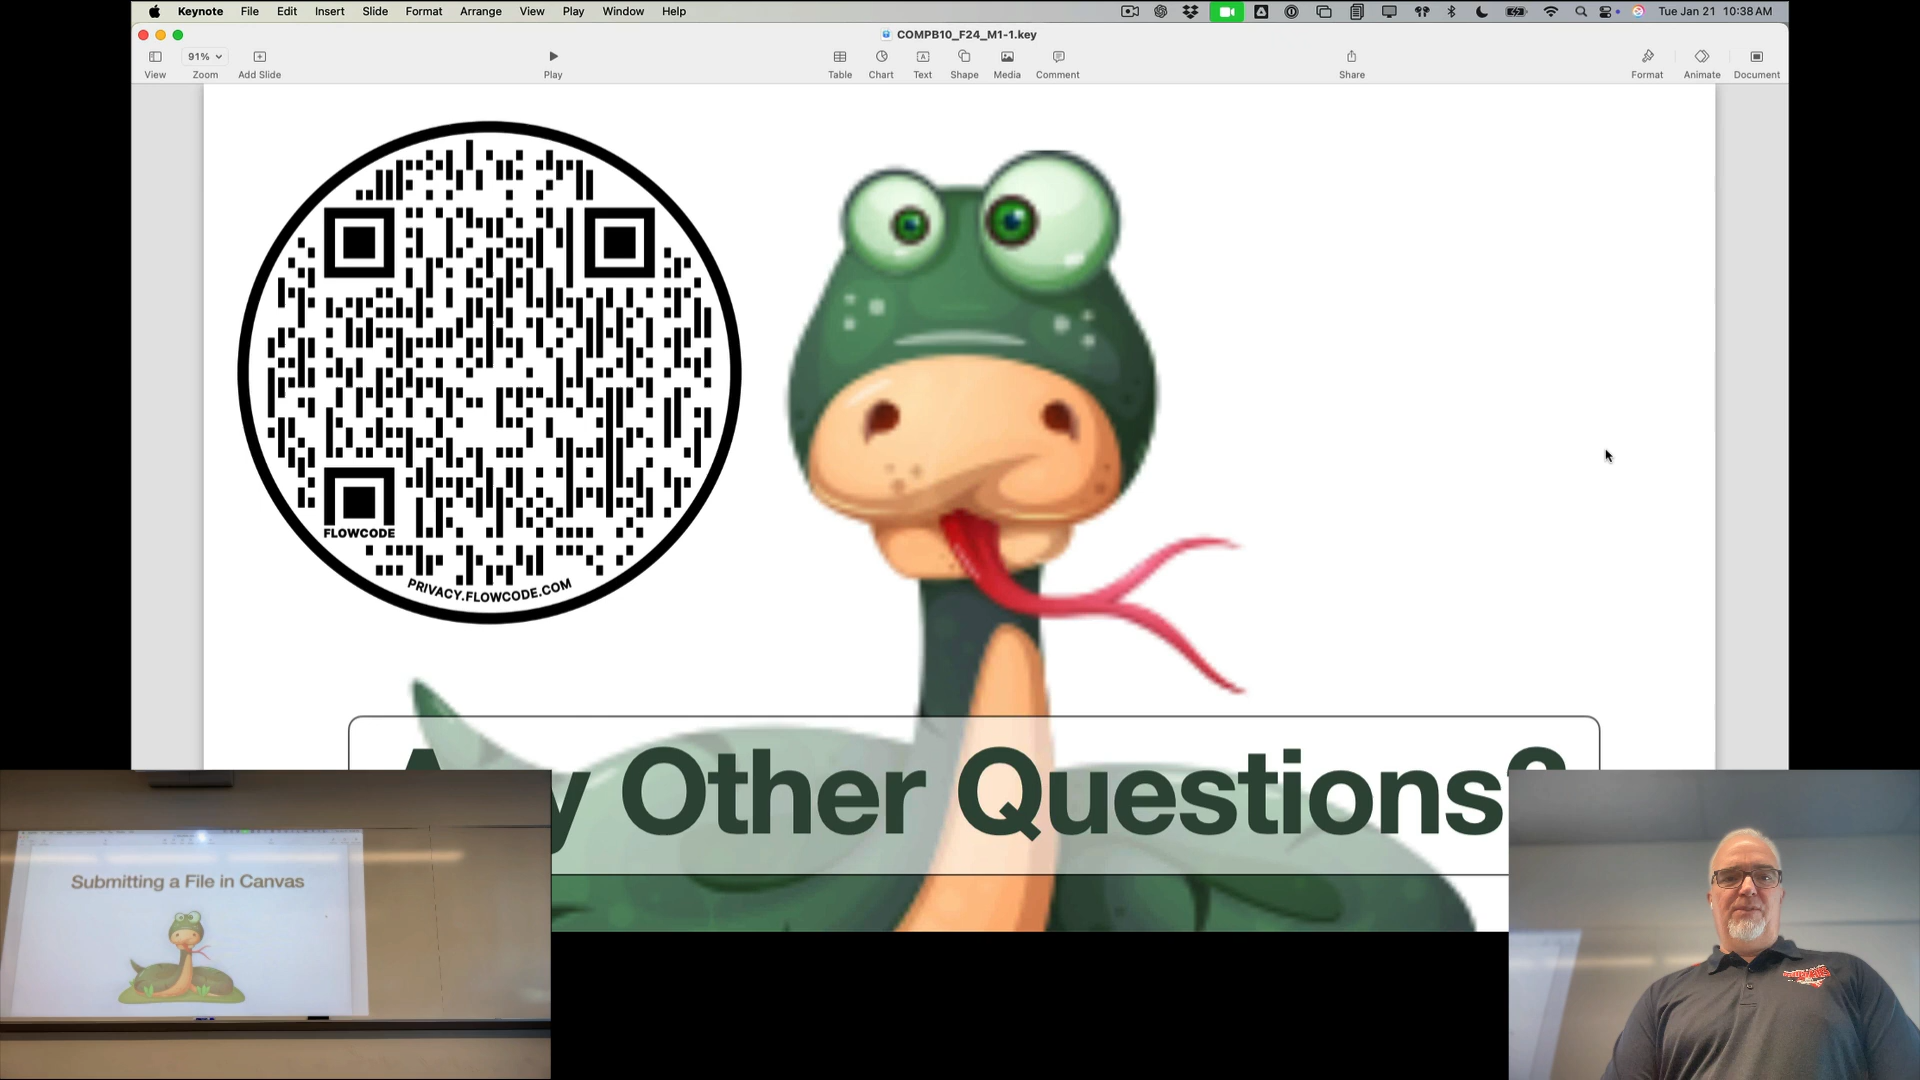 Keynote File Edit Insert Slide Format Arrange View Play Window Help Tue Jan 21 10:38 AM
COMPB10_F24_M1-1.key
91%
View Zoom Add Slide Play Table Chart Text Shape Media Comment Share Format Animate Document
FLOWCODE
PRIVACY.FLOWCODE.COM
y Other Questions?
Submitting a File in Canvas